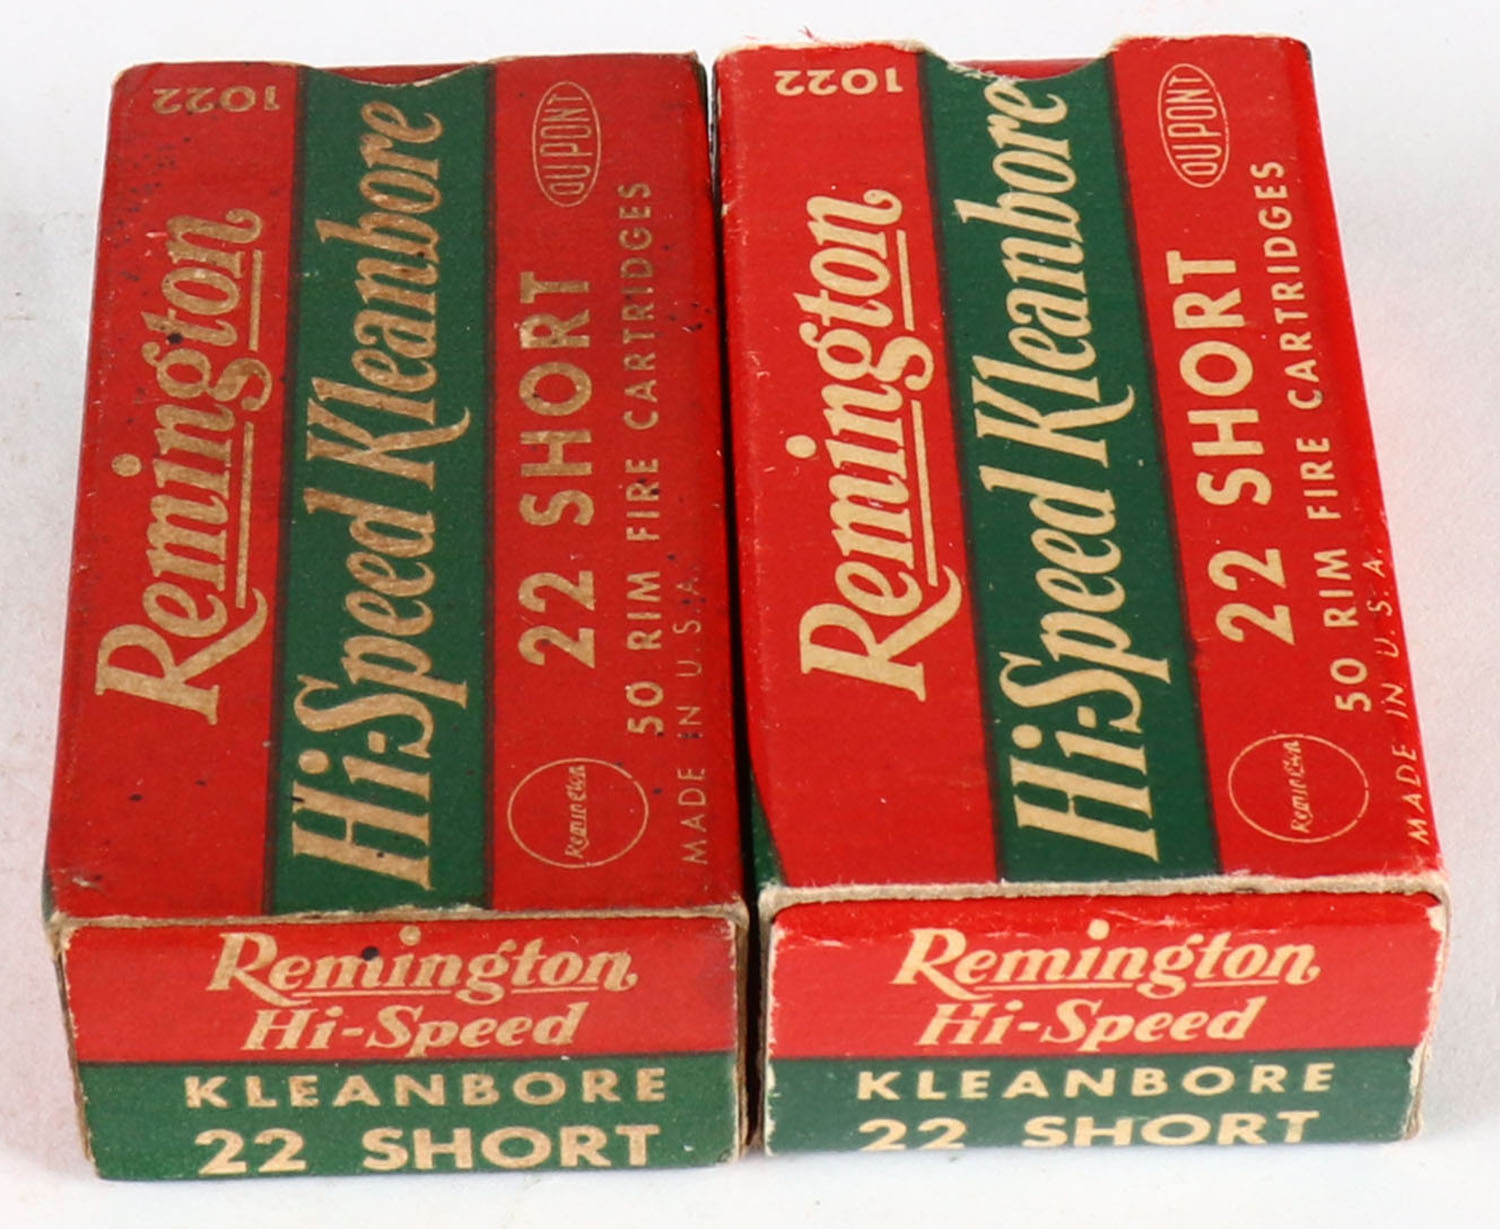 1022
Remington
Hi-Speed Kleanbore
DUPONT
22 SHORT
50 RIM FIRE CARTRIDGES
Remington
MADE IN U.S.A.
Remington
Hi-Speed
KLEANBORE
22 SHORT
1022
Remington
Hi-Speed Kleanbore
DUPONT
22 SHORT
50 RIM FIRE CARTRIDGES
Remington
MADE IN U.S.A.
Remington
Hi-Speed
KLEANBORE
22 SHORT